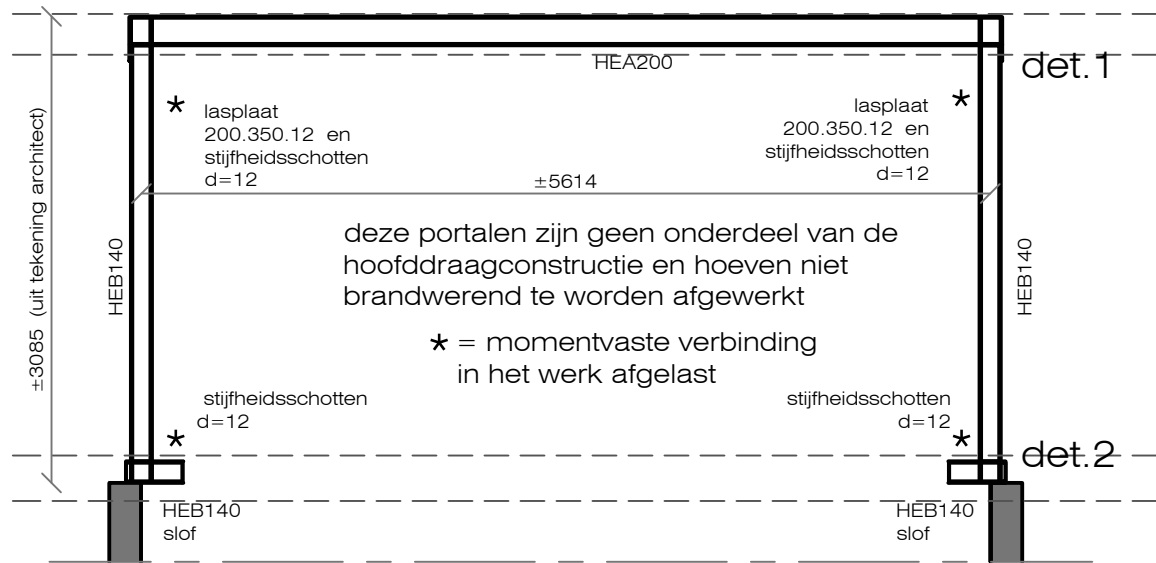 HEA200
det.1
lasplaat
200.350.12 en
stijfheidsschotten
d=12
lasplaat
200.350.12 en
stijfheidsschotten
d=12
±5614
±3085 (uit tekening architect)
HEB140
HEB140
deze portalen zijn geen onderdeel van de
hoofddraagconstructie en hoeven niet
brandwerend te worden afgewerkt
* = momentvaste verbinding
in het werk afgelast
stijfheidsschotten
d=12
stijfheidsschotten
d=12
det.2
HEB140
slof
HEB140
slof